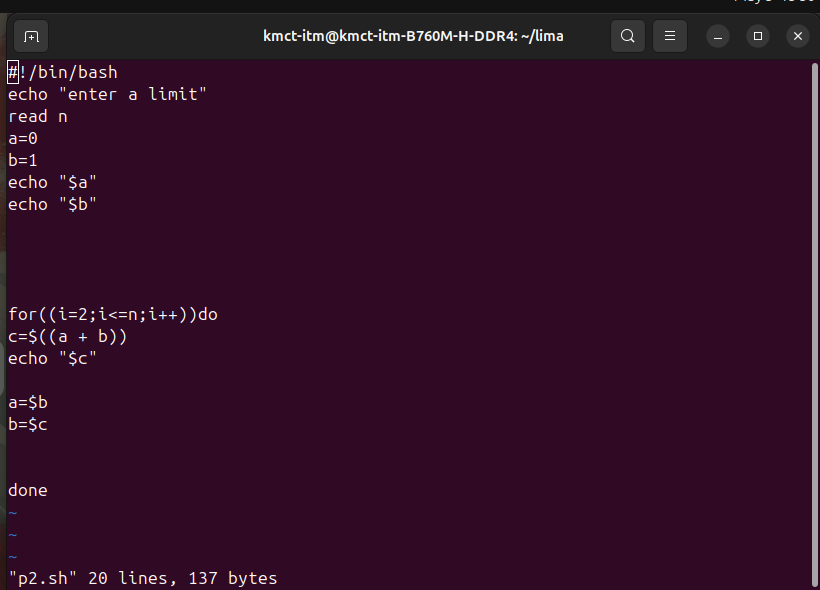 kmct-itm@kmct-itm-B760M-H-DDR4: ~/lima
#!/bin/bash
echo "enter a limit"
read n
a=0
b=1
echo "$a"
echo "$b"
for((i=2;i<=n;i++))do
c=$((a + b))
echo "$c"
a=$b
b=$c
done
~
~
~
"p2.sh" 20 lines, 137 bytes